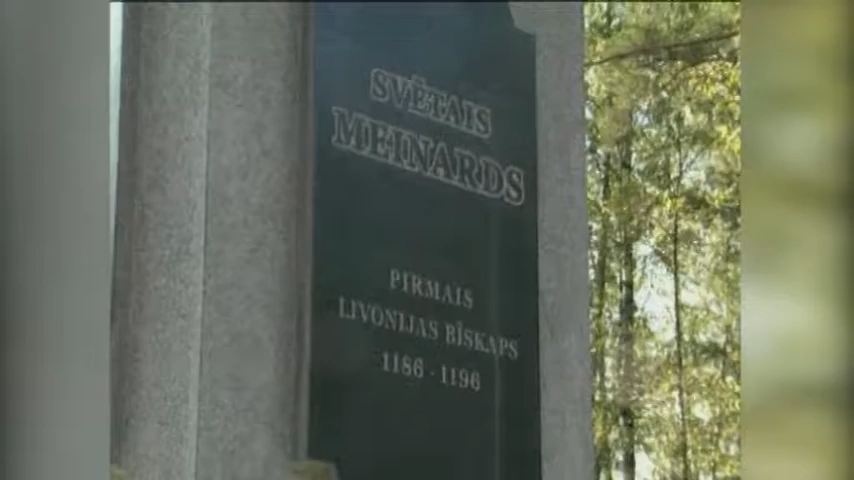 SVĒTAIS
MEINARDS
PIRMAIS
LIVONIJAS BĪSKAPS
1186 - 1196